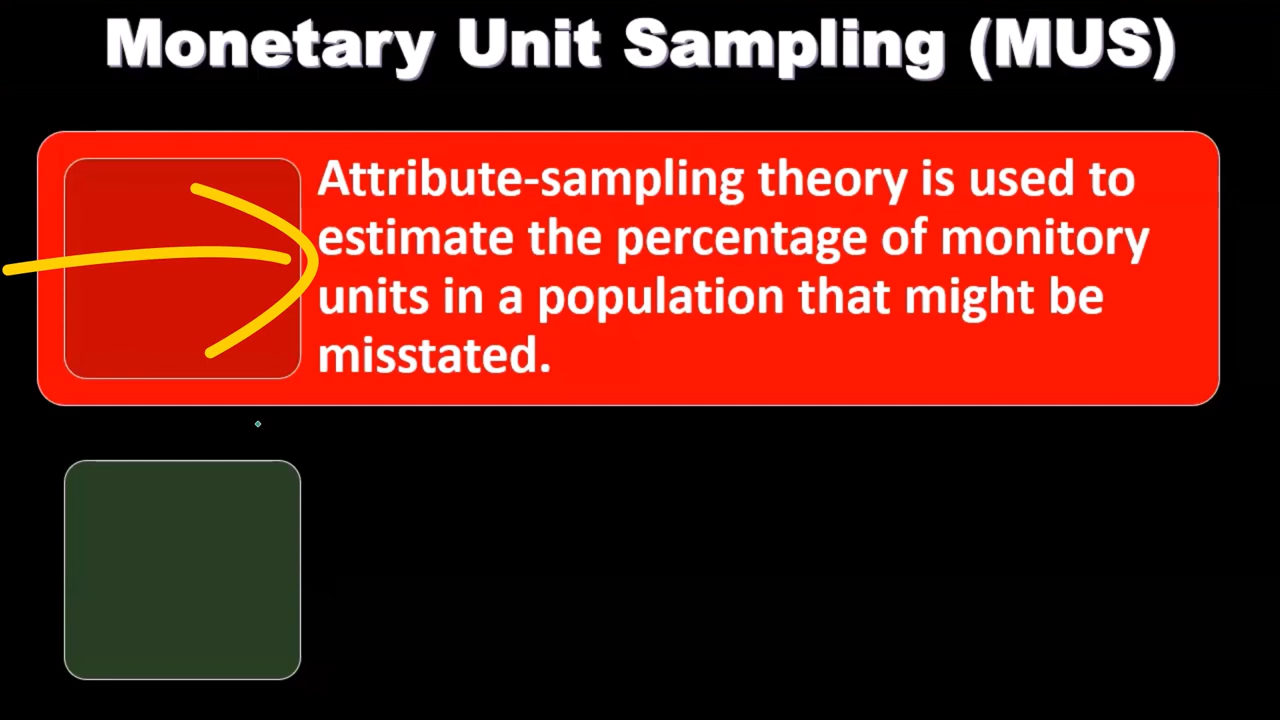 Monetary Unit Sampling (MUS)
Attribute-sampling theory is used to
estimate the percentage of monitory
units in a population that might be
misstated.